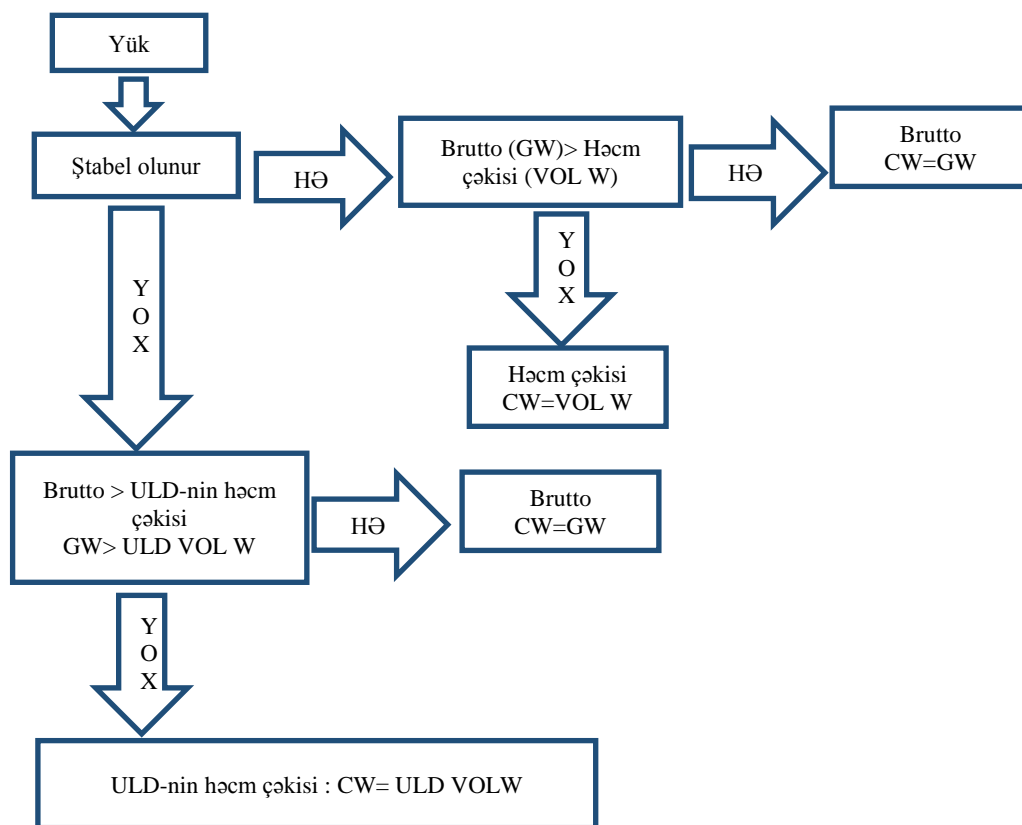 Yük
Ştabel olunur
HƏ
Brutto (GW)> Həcm
çəkisi (VOL W)
HƏ
Brutto
CW=GW
Y
O
X
Y
O
X
Həcm çəkisi
CW=VOL W
Brutto > ULD-nin həcm
çəkisi
GW> ULD VOL W
HƏ
Brutto
CW=GW
Y
O
X
ULD-nin həcm çəkisi : CW= ULD VOLW